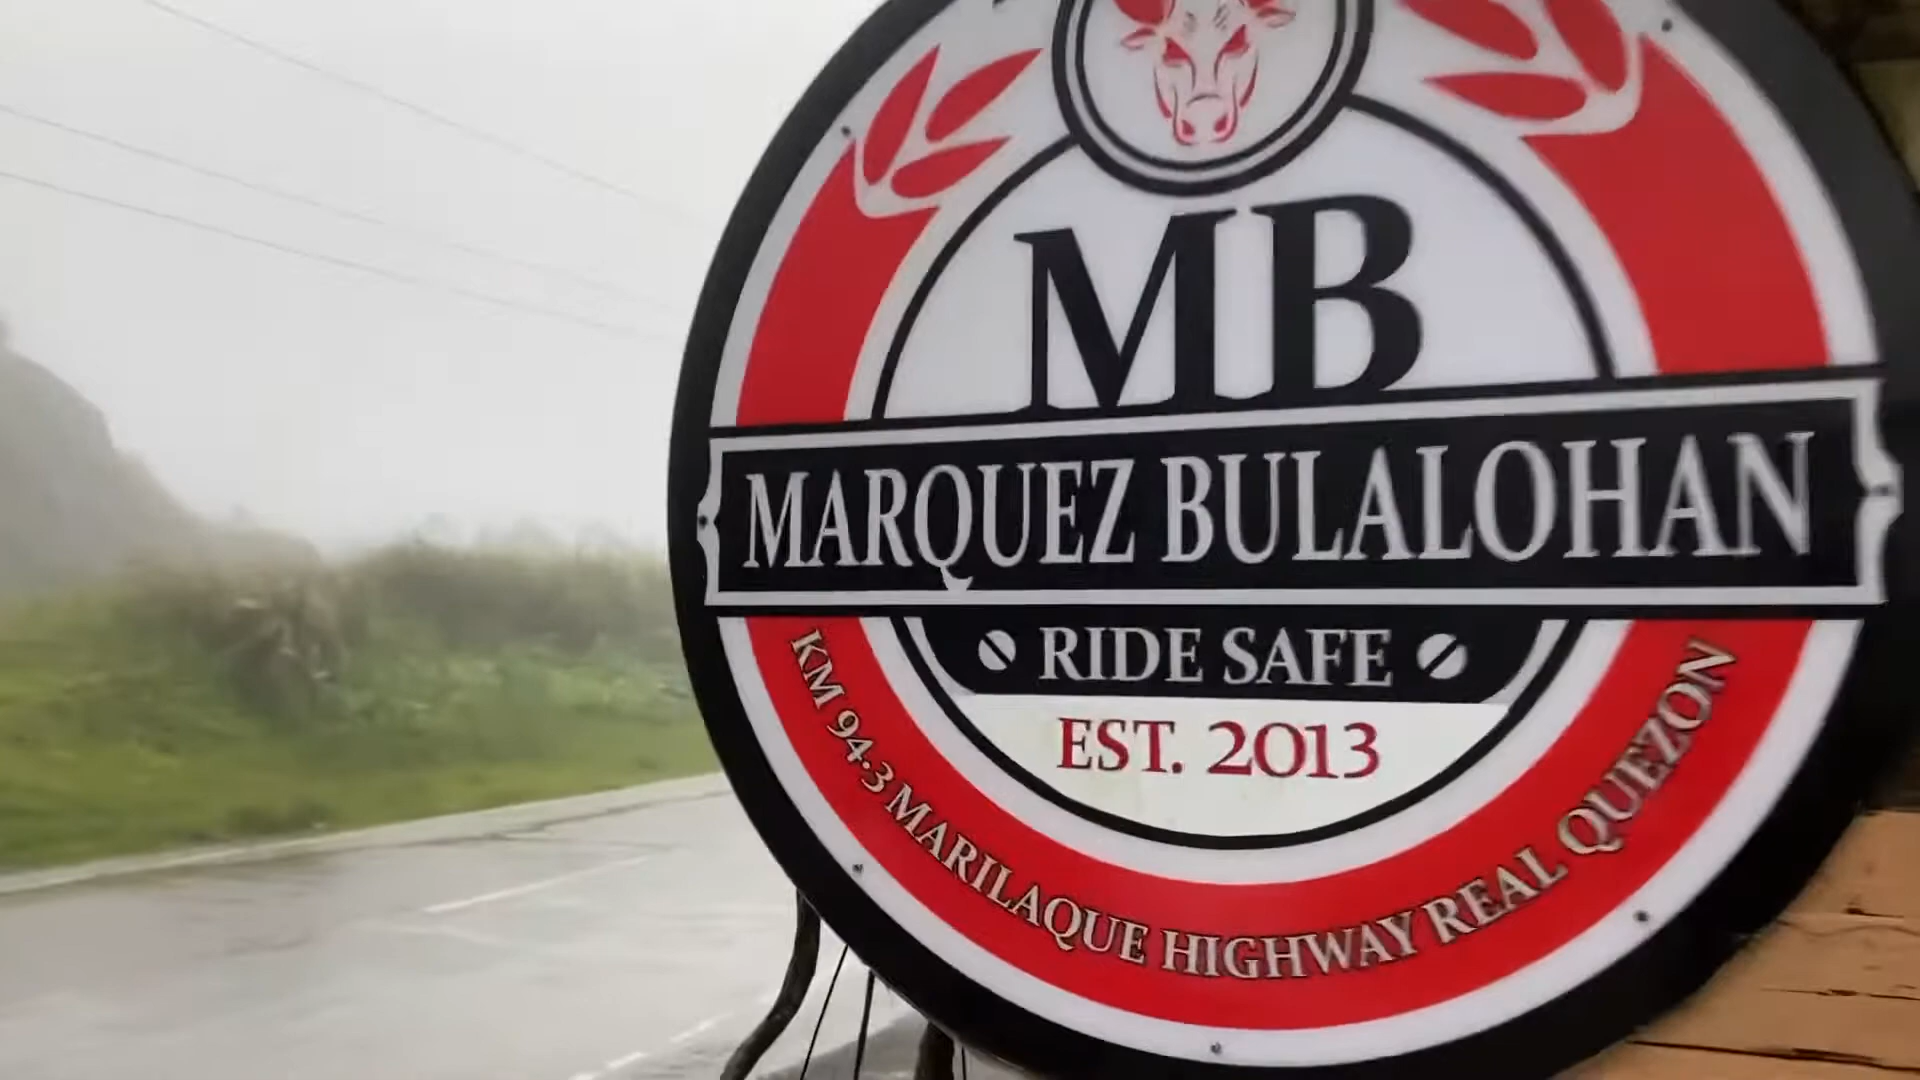 MB
MARQUEZ BULALOHAN
RIDE SAFE
EST. 2013
KM 94.3 MARILAQUE HIGHWAY REAL QUEZON